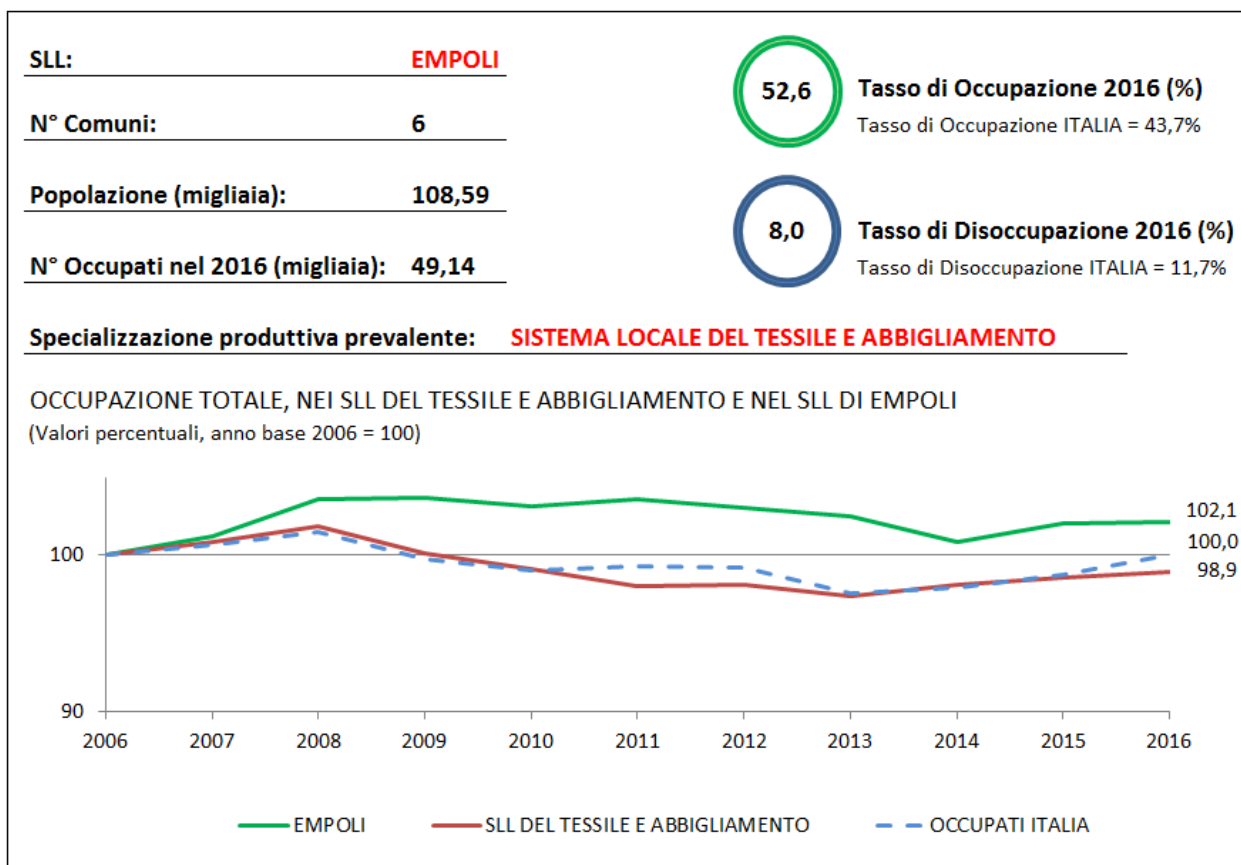 SLL: EMPOLI
N° Comuni: 6
Popolazione (migliaia): 108,59
N° Occupati nel 2016 (migliaia): 49,14
52,6 Tasso di Occupazione 2016 (%)
Tasso di Occupazione ITALIA = 43,7%
8,0 Tasso di Disoccupazione 2016 (%)
Tasso di Disoccupazione ITALIA = 11,7%
Specializzazione produttiva prevalente: SISTEMA LOCALE DEL TESSILE E ABBIGLIAMENTO
OCCUPAZIONE TOTALE, NEI SLL DEL TESSILE E ABBIGLIAMENTO E NEL SLL DI EMPOLI
(Valori percentuali, anno base 2006 = 100)
102,1
100,0
98,9
100
90
2006 2007 2008 2009 2010 2011 2012 2013 2014 2015 2016
EMPOLI SLL DEL TESSILE E ABBIGLIAMENTO OCCUPATI ITALIA